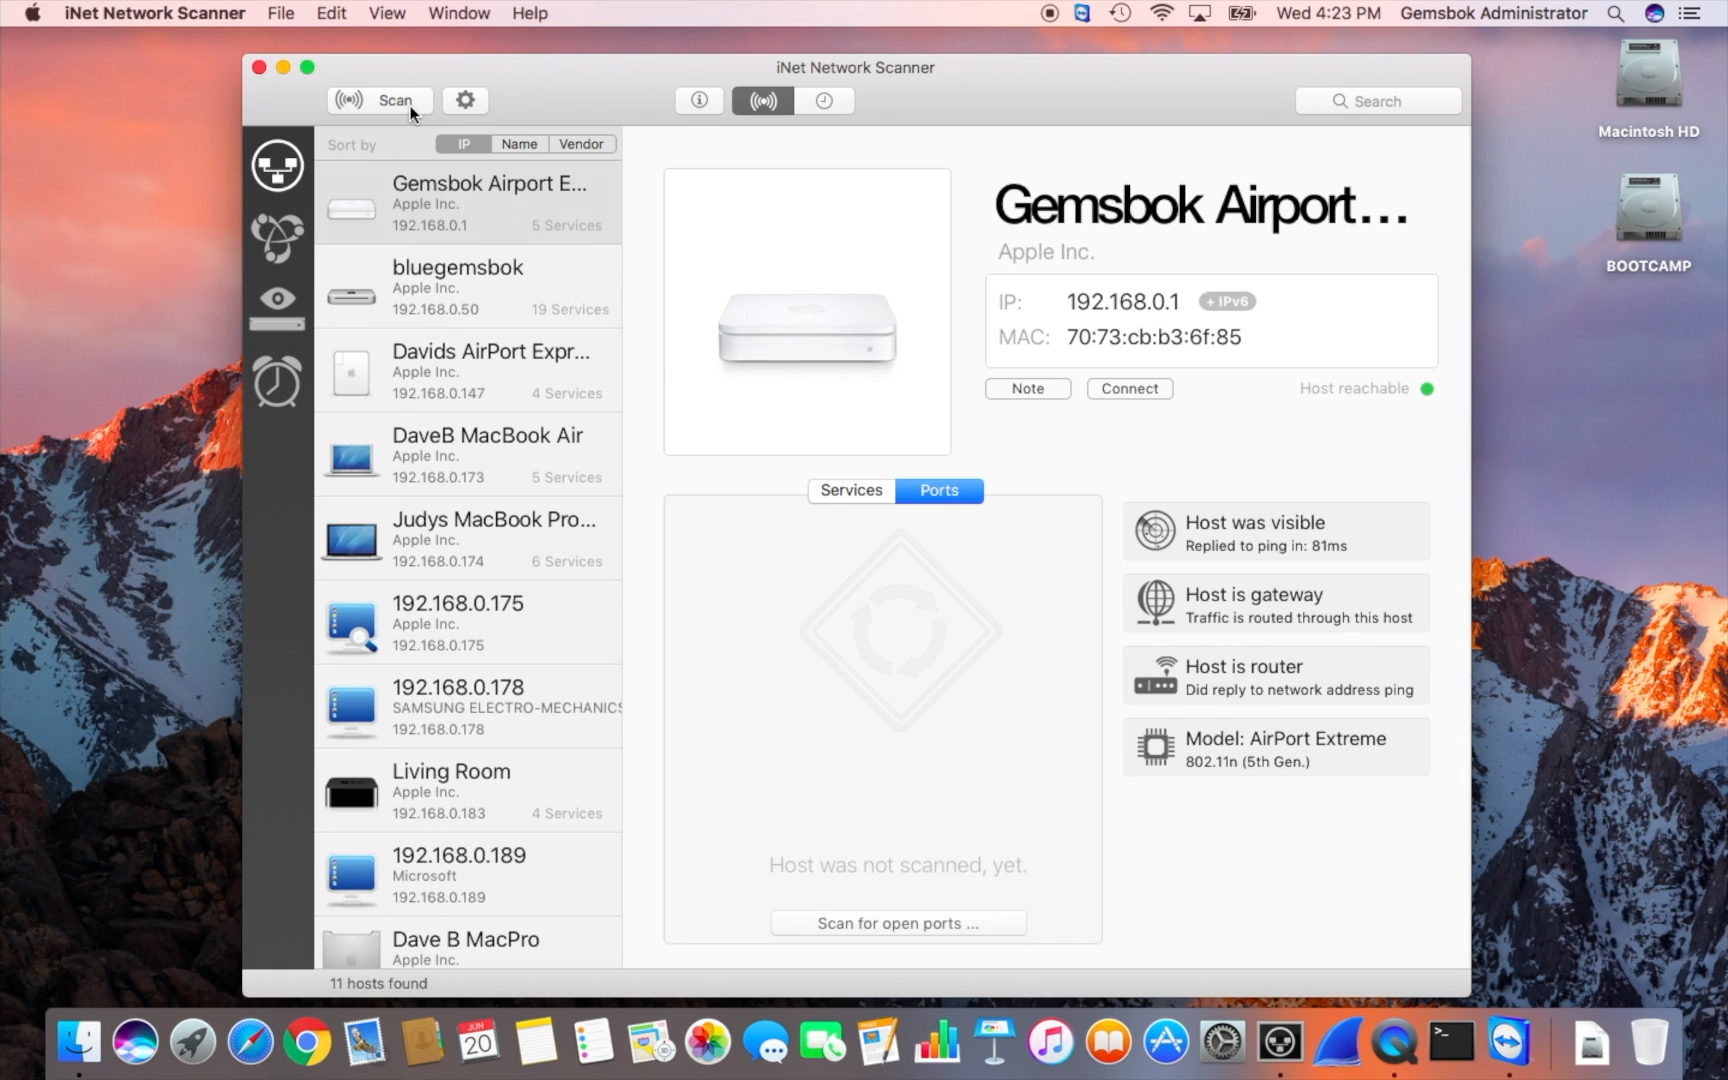 iNet Network Scanner File Edit View Window Help Wed 4:23 PM Gemsbok Administrator
iNet Network Scanner
Scan
Search
Macintosh HD
BOOTCAMP
Sort by IP Name Vendor
Gemsbok Airport E...
Apple Inc.
192.168.0.1 5 Services
bluegemsbok
Apple Inc.
192.168.0.50 19 Services
Davids AirPort Expr...
Apple Inc.
192.168.0.147 4 Services
DaveB MacBook Air
Apple Inc.
192.168.0.173 5 Services
Judys MacBook Pro...
Apple Inc.
192.168.0.174 6 Services
192.168.0.175
Apple Inc.
192.168.0.175
192.168.0.178
SAMSUNG ELECTRO-MECHANICS
192.168.0.178
Living Room
Apple Inc.
192.168.0.183 4 Services
192.168.0.189
Microsoft
192.168.0.189
Dave B MacPro
Apple Inc.
11 hosts found
Gemsbok Airport...
Apple Inc.
IP: 192.168.0.1 + IPv6
MAC: 70:73:cb:b3:6f:85
Note Connect Host reachable
Services Ports
Host was not scanned, yet.
Scan for open ports ...
Host was visible
Replied to ping in: 81ms
Host is gateway
Traffic is routed through this host
Host is router
Did reply to network address ping
Model: AirPort Extreme
802.11n (5th Gen.)
JUN
20